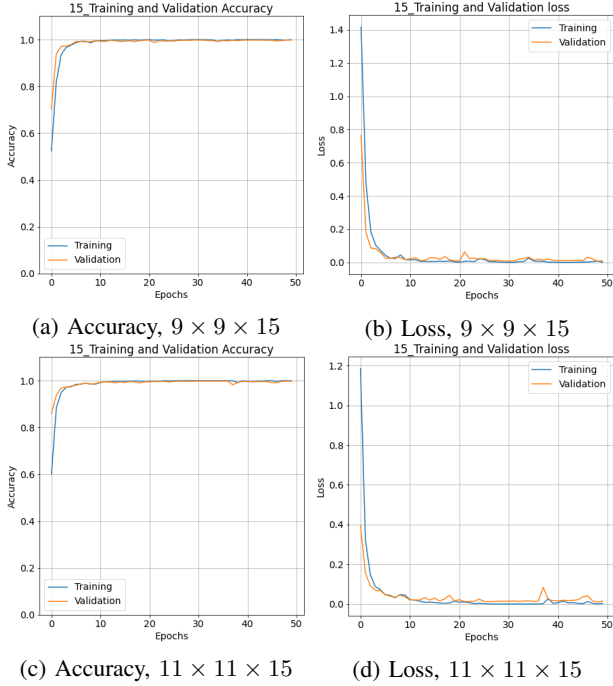 15_Training and Validation Accuracy
1.0
0.8
0.6
0.4
0.2
0.0
Accuracy
Training
Validation
0 10 20 30 40 50
Epochs
(a) Accuracy, 9 × 9 × 15
15_Training and Validation loss
1.4
1.2
1.0
0.8
0.6
0.4
0.2
0.0
Loss
Training
Validation
0 10 20 30 40 50
Epochs
(b) Loss, 9 × 9 × 15
15_Training and Validation Accuracy
1.0
0.8
0.6
0.4
0.2
0.0
Accuracy
Training
Validation
0 10 20 30 40 50
Epochs
(c) Accuracy, 11 × 11 × 15
15_Training and Validation loss
1.2
1.0
0.8
0.6
0.4
0.2
0.0
Loss
Training
Validation
0 10 20 30 40 50
Epochs
(d) Loss, 11 × 11 × 15